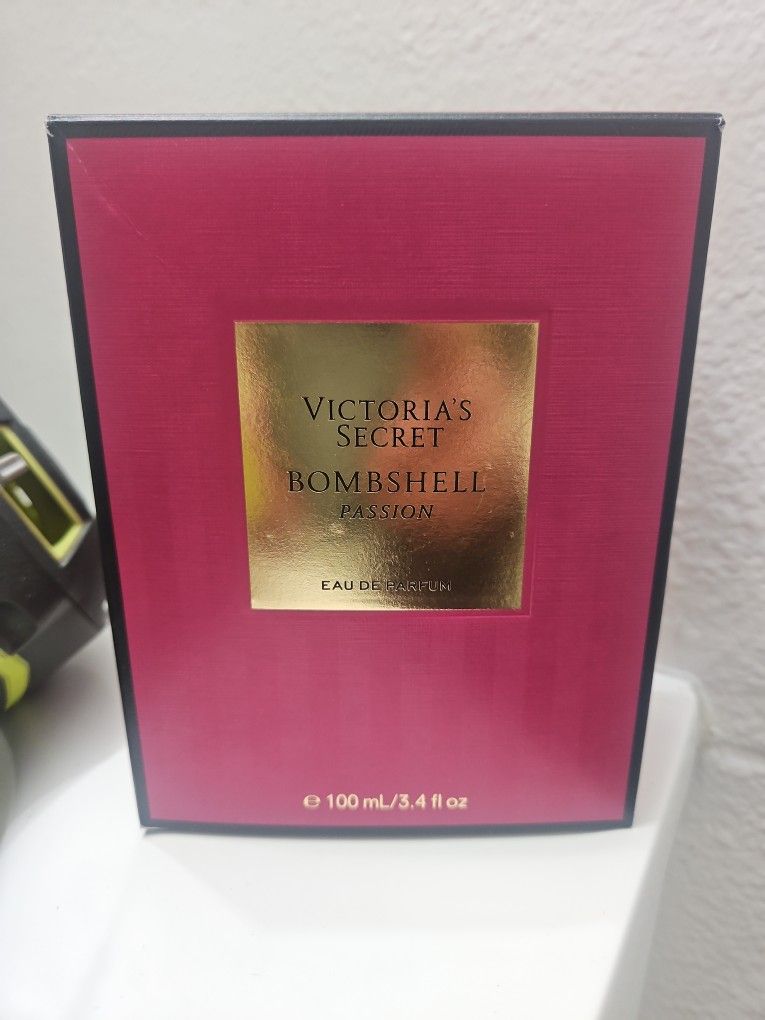 VICTORIA'S
SECRET
BOMBSHELL
PASSION
EAU DE PARFUM
℮ 100 mL/3.4 fl oz